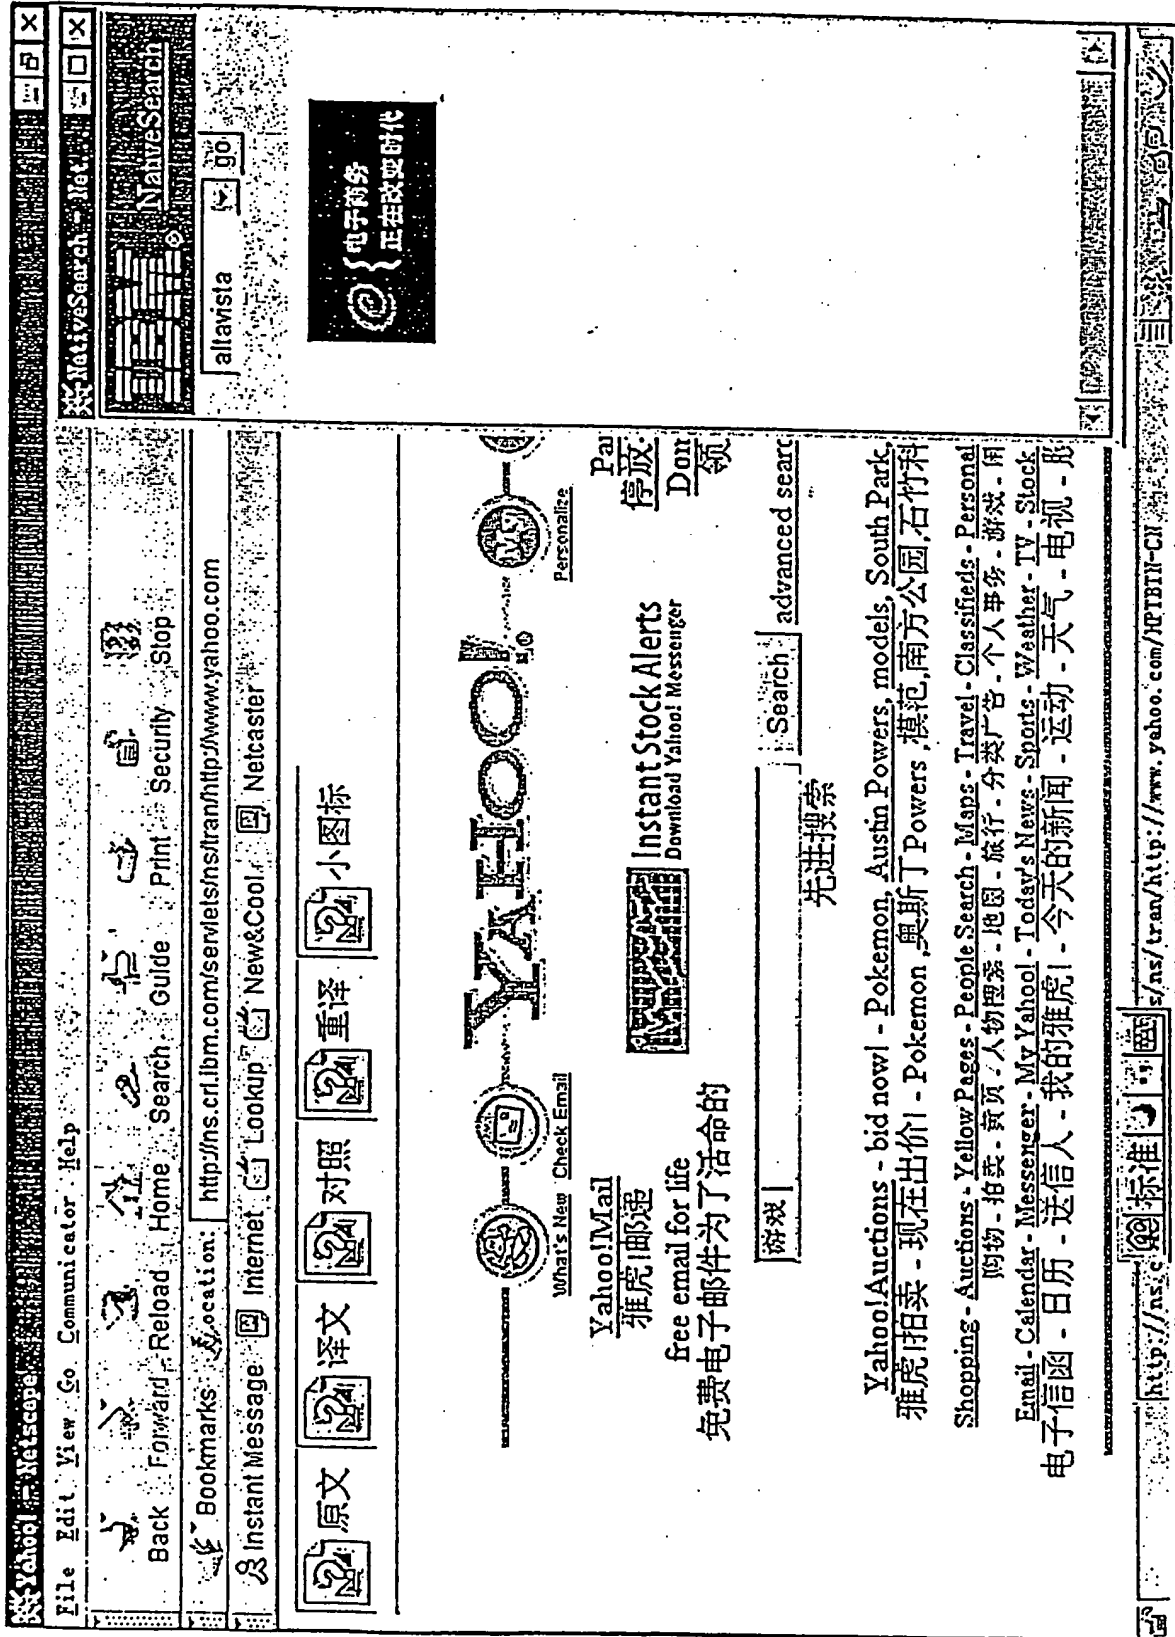 Yahoo! - Netscape
File Edit View Go Communicator Help
Back Forward Reload Home Search Guide Print Security Stop
Bookmarks Location: http://ns.crl.ibm.com/servlets/ns/tran/http://www.yahoo.com
Instant Message Internet Lookup New&Cool Netcaster
NativeSearch - Net...
IBM® NativeSearch
altavista go
电子商务
正在改变时代
原文 译文 对照 重译 小图标
YAHOO!®
What's New Check Email Personalize
Yahoo!Mail
雅虎!邮递
free email for life
免费电子邮件为了活命的
Instant Stock Alerts
Download Yahoo! Messenger
Pa
停放
Dom
领
游戏 Search advanced searc
先进搜索
Yahoo!Auctions - bid now! - Pokemon, Austin Powers, models, South Park,
雅虎!拍卖 - 现在出价! - Pokemon,奥斯丁Powers,模范,南方公园,石竹科
Shopping - Auctions - Yellow Pages - People Search - Maps - Travel - Classifieds - Personal
购物 - 拍卖 - 黄页 - 人物搜索 - 地图 - 旅行 - 分类广告 - 个人事务 - 游戏 - 闲
Email - Calendar - Messenger - My Yahoo! - Today's News - Sports - Weather - TV - Stock
电子信函 - 日历 - 送信人 - 我的雅虎! - 今天的新闻 - 运动 - 天气 - 电视 - 股
http://ns.c 标准 s/ns/tran/http://www.yahoo.com/